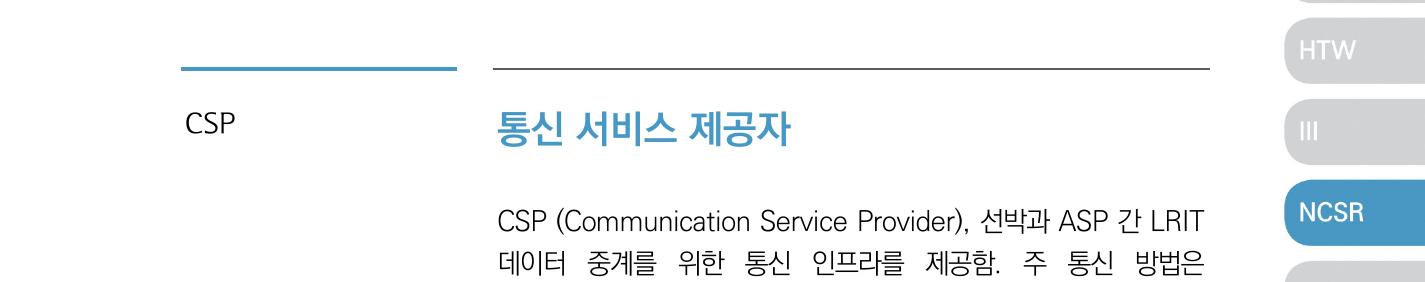 CSP
통신 서비스 제공자
CSP (Communication Service Provider), 선박과 ASP 간 LRIT
데이터 중계를 위한 통신 인프라를 제공함. 주 통신 방법은
HTW
III
NCSR